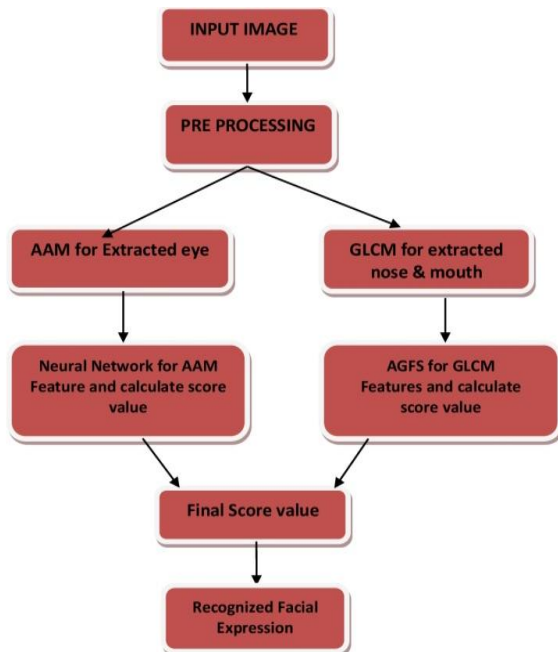 INPUT IMAGE
PRE PROCESSING
AAM for Extracted eye
GLCM for extracted
nose & mouth
Neural Network for AAM
Feature and calculate score
value
AGFS for GLCM
Features and calculate
score value
Final Score value
Recognized Facial
Expression